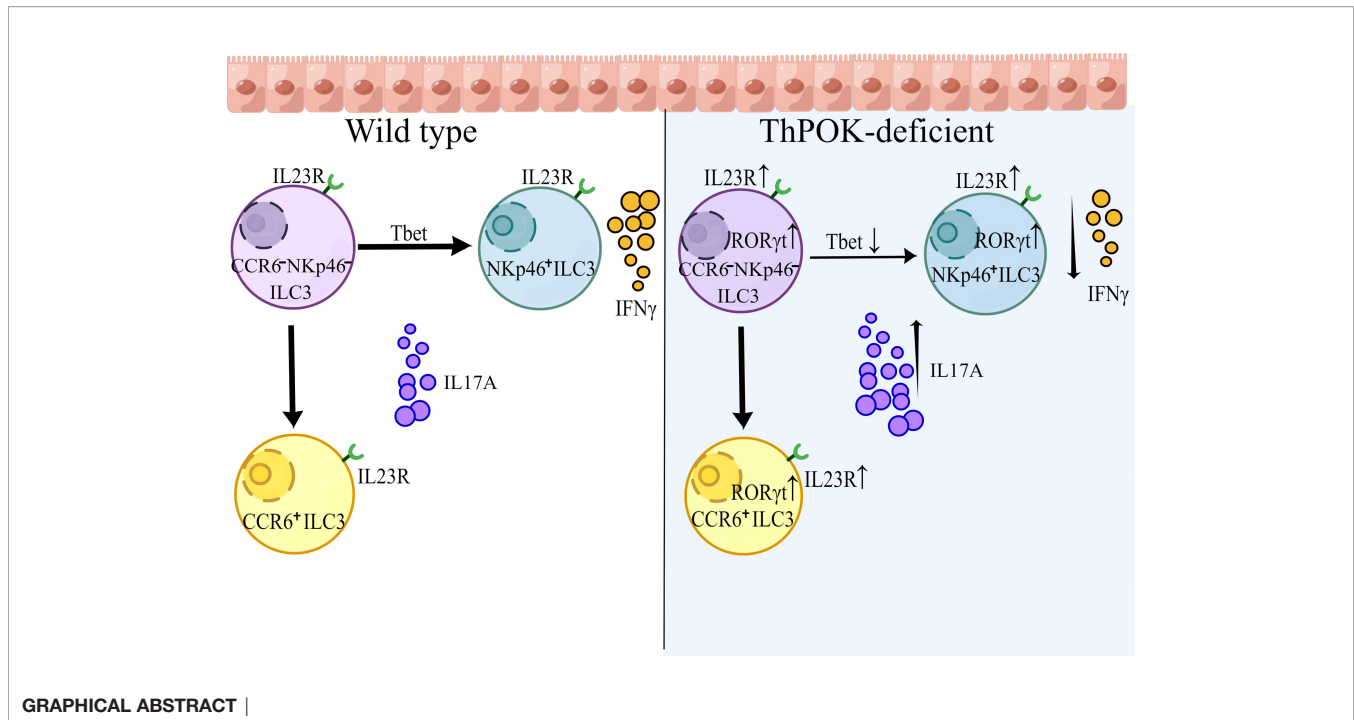 Wild type
IL23R
CCR6⁻NKp46⁻
ILC3
Tbet
IL23R
NKp46⁺ILC3
IFNγ
IL17A
IL23R
CCR6⁺ILC3
ThPOK-deficient
IL23R↑
RORγt↑
CCR6⁻NKp46⁻
ILC3
Tbet↓
IL23R↑
RORγt↑
NKp46⁺ILC3
IFNγ
IL17A
IL23R↑
RORγt↑
CCR6⁺ILC3
GRAPHICAL ABSTRACT |